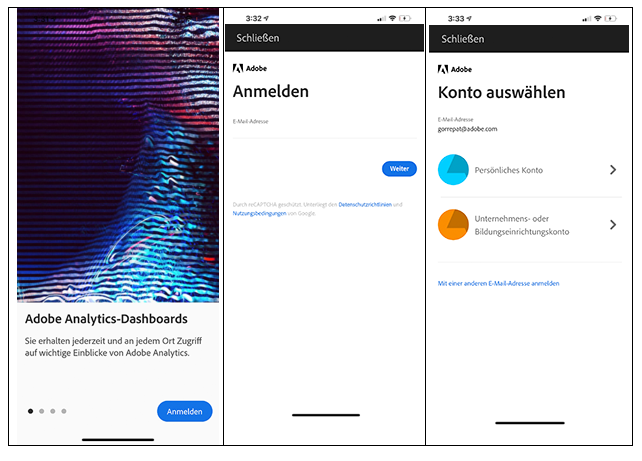 Adobe Analytics-Dashboards
Sie erhalten jederzeit und an jedem Ort Zugriff
auf wichtige Einblicke von Adobe Analytics.
Anmelden
3:32
Schließen
Adobe
Anmelden
E-Mail-Adresse
Weiter
Durch reCAPTCHA geschützt. Unterliegt den Datenschutzrichtlinien und
Nutzungsbedingungen von Google.
3:33
Schließen
Adobe
Konto auswählen
E-Mail-Adresse
gorrepat@adobe.com
Persönliches Konto
Unternehmens- oder
Bildungseinrichtungskonto
Mit einer anderen E-Mail-Adresse anmelden